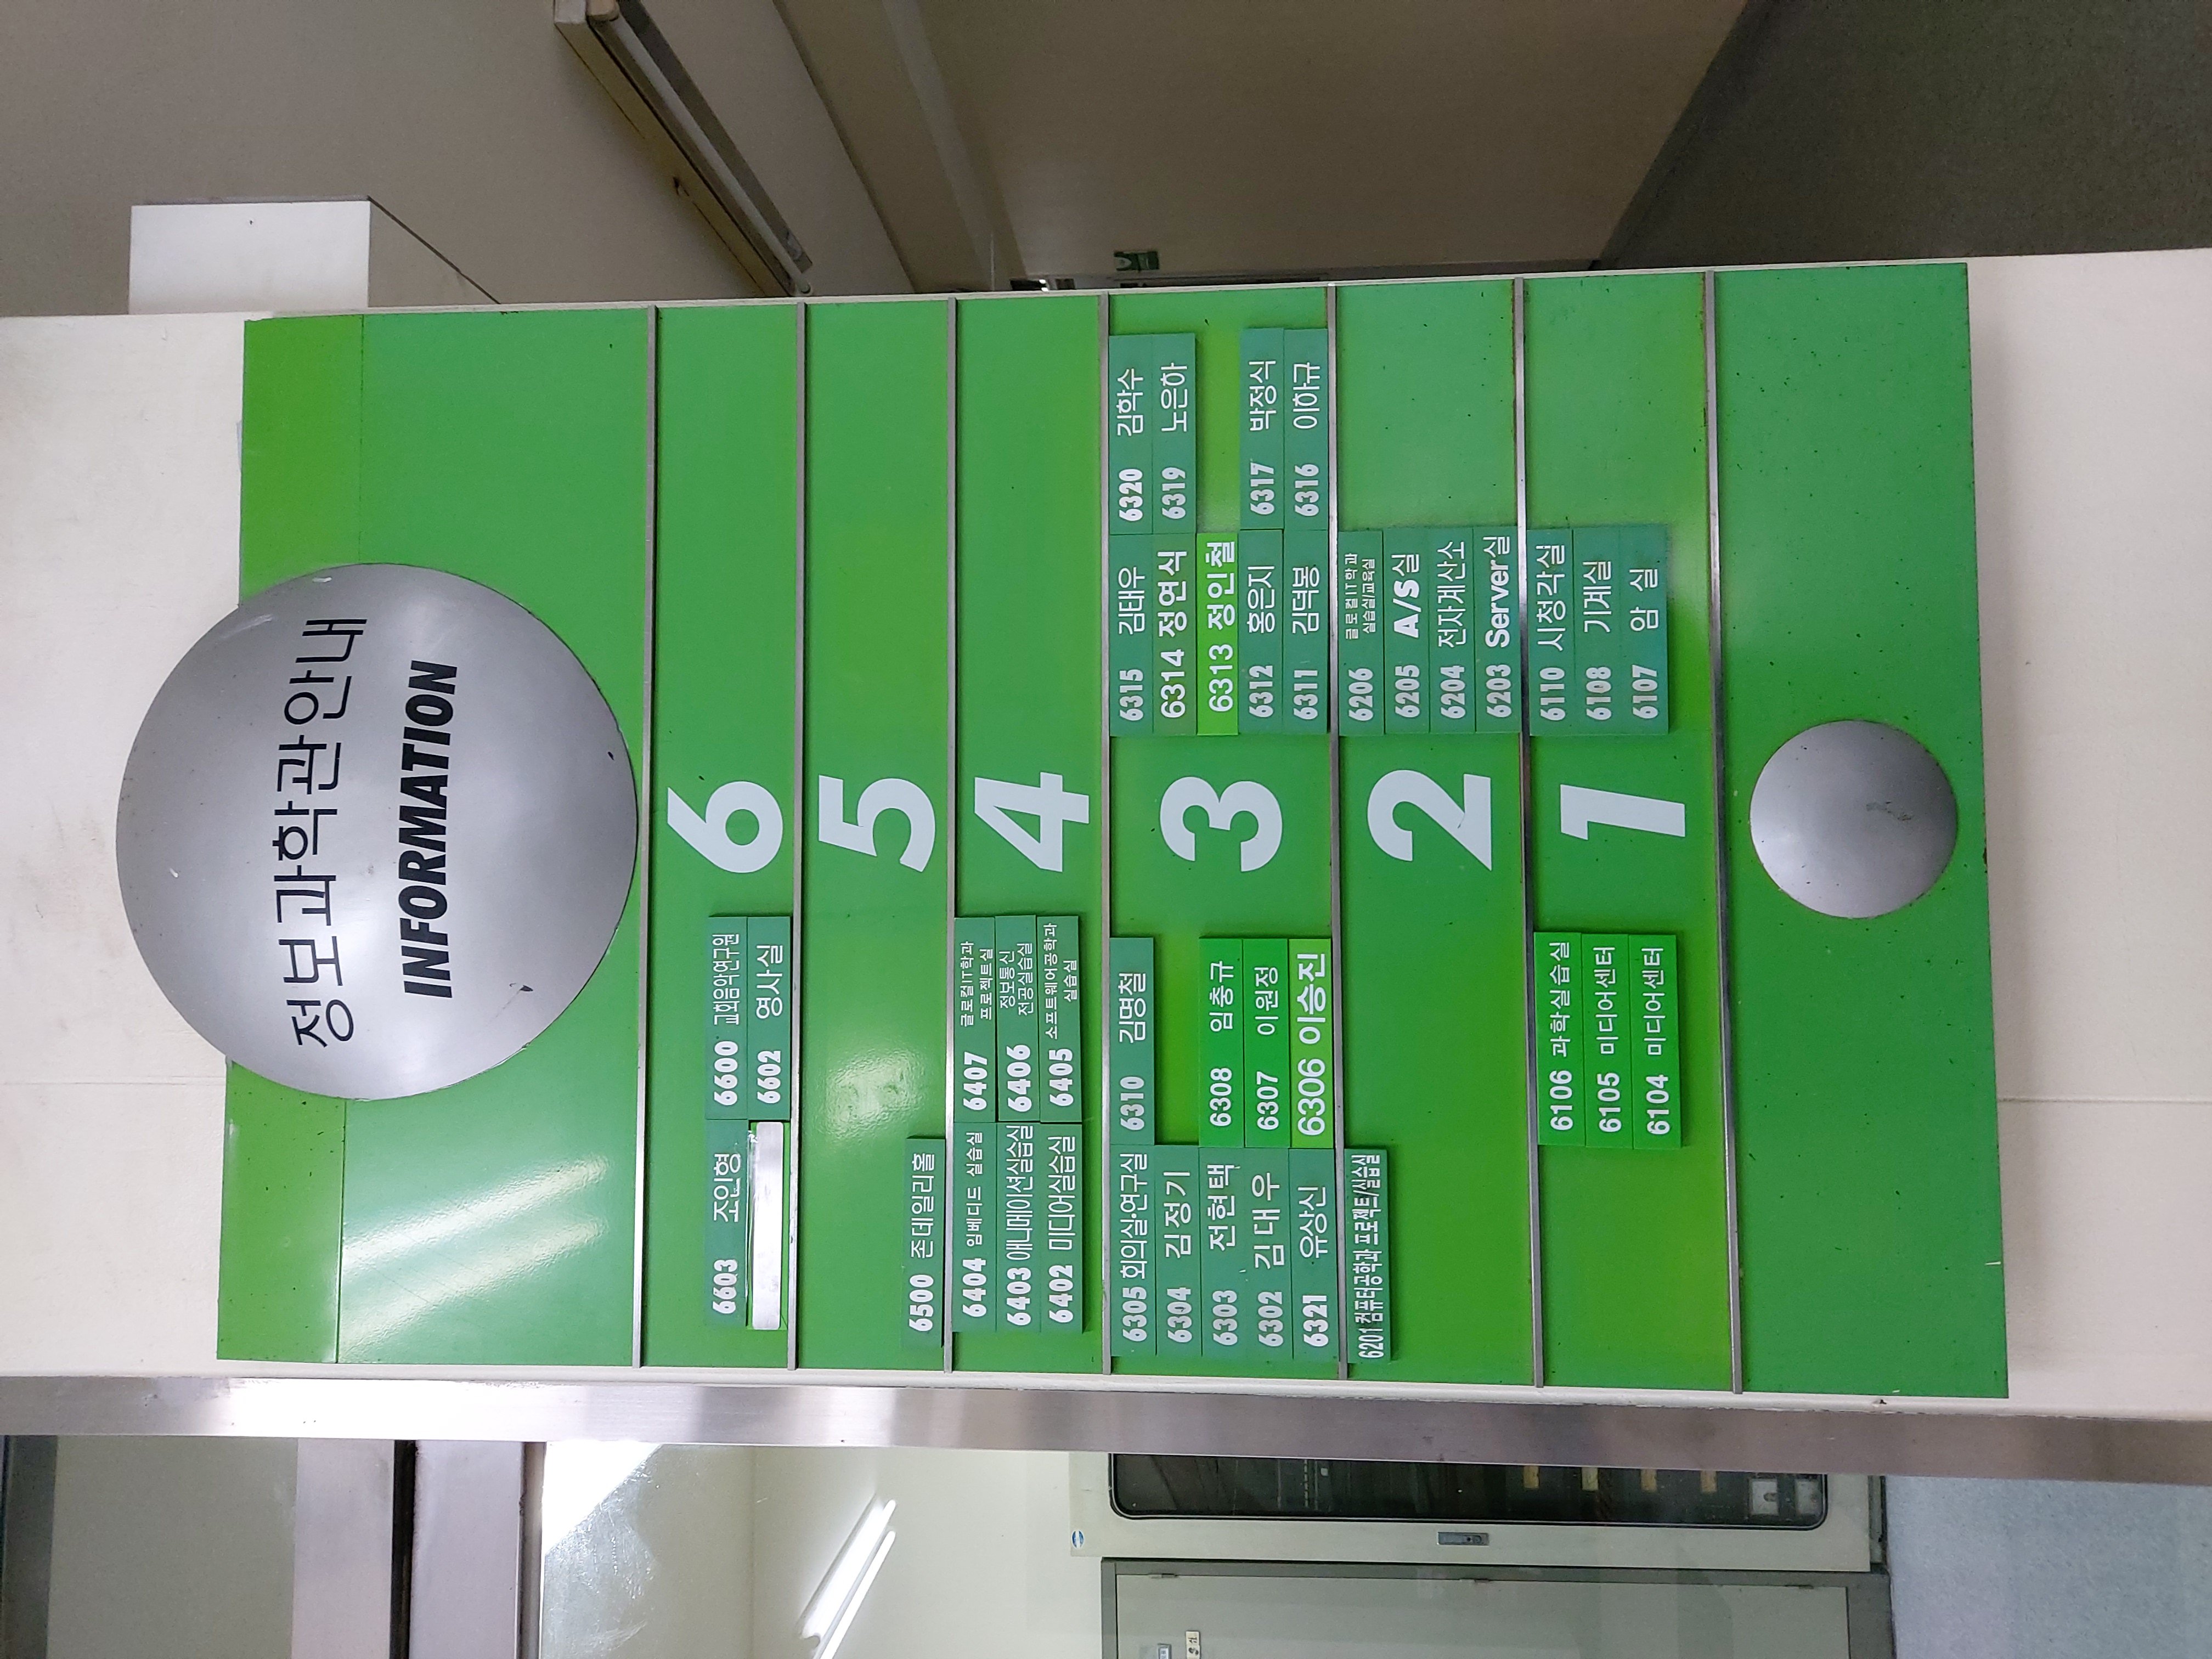 정보과학관안내
INFORMATION
6
6603 조인형
6600 교회음악연구원
6602 영사실
5
6500 존데일리홀
4
6404 임베디드 실습실
6407 글로컬IT학과
프로젝트실
6403 애니메이션실습실
6406 정보통신
전공실습실
6402 미디어실습실
6405 소프트웨어공학과
실습실
3
6305 회의실·연구실
6310 김명철
6304 김정기
6303 전현택
6308 임충규
6302 김대우
6307 이원정
6321 유상신
6306 이승진
6315 김태우
6320 김학수
6314 정연식
6319 노은하
6313 정인철
6312 홍은지
6317 박정식
6311 김덕봉
6316 이하규
2
6201 컴퓨터공학과 프로젝트/실습실
6206 글로컬IT학과
실습실/교육실
6205 A/S실
6204 전자계산소
6203 Server실
1
6106 과학실습실
6105 미디어센터
6104 미디어센터
6110 시청각실
6108 기계실
6107 암 실